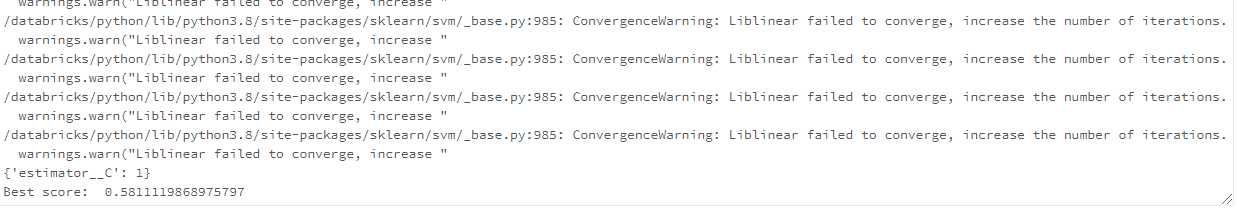 warnings.warn("Liblinear failed to converge, increase "
/databricks/python/lib/python3.8/site-packages/sklearn/svm/_base.py:985: ConvergenceWarning: Liblinear failed to converge, increase the number of iterations.
  warnings.warn("Liblinear failed to converge, increase "
/databricks/python/lib/python3.8/site-packages/sklearn/svm/_base.py:985: ConvergenceWarning: Liblinear failed to converge, increase the number of iterations.
  warnings.warn("Liblinear failed to converge, increase "
/databricks/python/lib/python3.8/site-packages/sklearn/svm/_base.py:985: ConvergenceWarning: Liblinear failed to converge, increase the number of iterations.
  warnings.warn("Liblinear failed to converge, increase "
/databricks/python/lib/python3.8/site-packages/sklearn/svm/_base.py:985: ConvergenceWarning: Liblinear failed to converge, increase the number of iterations.
  warnings.warn("Liblinear failed to converge, increase "
{'estimator__C': 1}
Best score:  0.5811119868975797